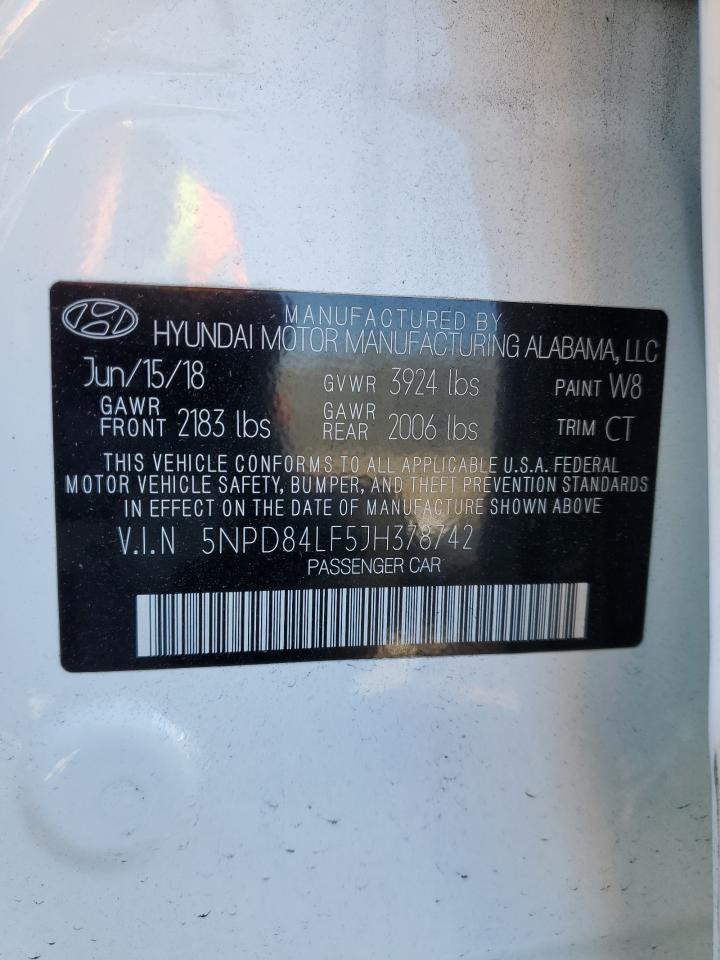 MANUFACTURED BY
HYUNDAI MOTOR MANUFACTURING ALABAMA, LLC
Jun/15/18 GVWR 3924 lbs PAINT W8
GAWR FRONT 2183 lbs GAWR REAR 2006 lbs TRIM CT
THIS VEHICLE CONFORMS TO ALL APPLICABLE U.S.A. FEDERAL
MOTOR VEHICLE SAFETY, BUMPER, AND THEFT PREVENTION STANDARDS
IN EFFECT ON THE DATE OF MANUFACTURE SHOWN ABOVE
V.I.N 5NPD84LF5JH378742
PASSENGER CAR